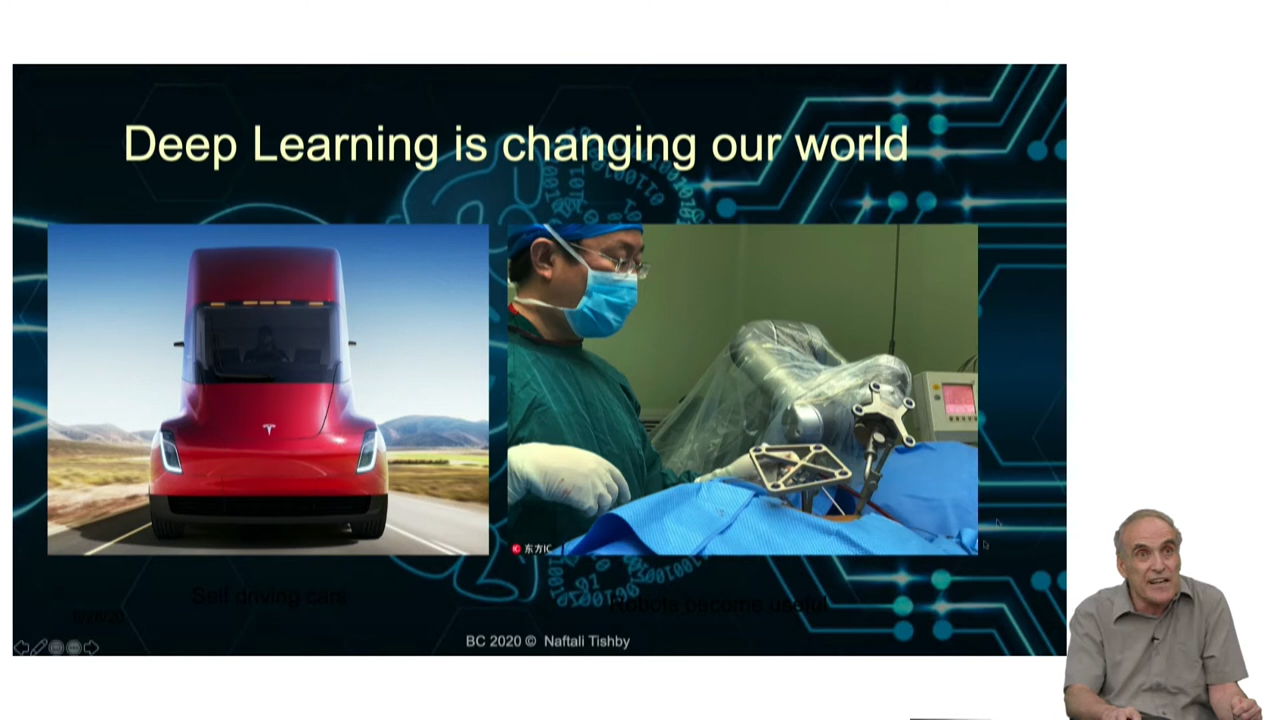 Deep Learning is changing our world
东方IC
Self driving cars
Robots become useful
BC 2020 © Naftali Tishby